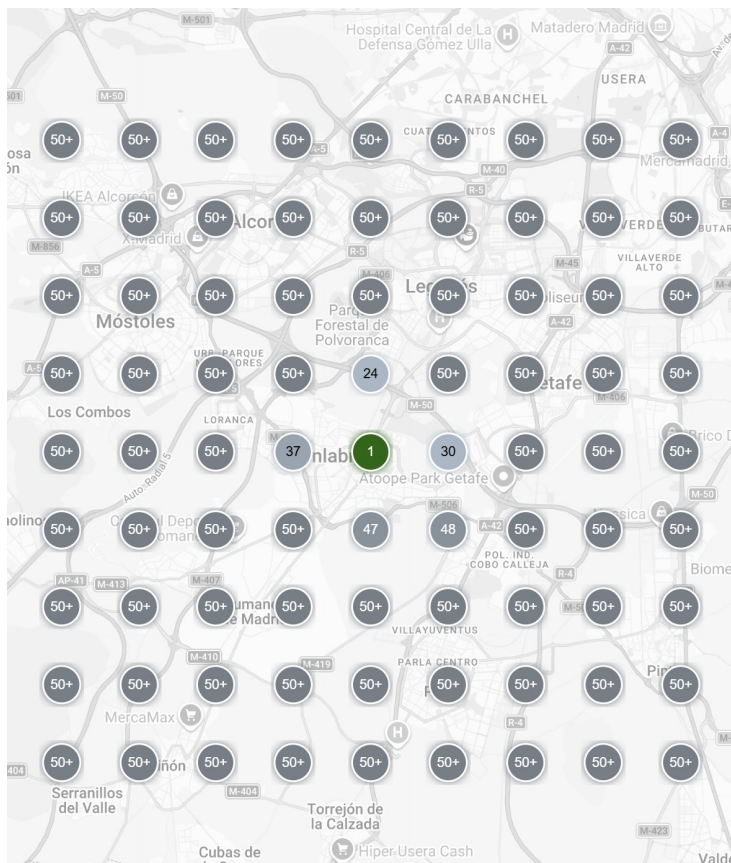 M-501
Hospital Central de La
Defensa Gómez Ulla
H
Matadero Madrid
A-42
USERA
M-50
CARABANCHEL
50+ 50+ 50+ 50+ 50+ 50+ 50+ 50+ 50+
A-5
A-4
M-40
Mercamadrid
IKEA Alcorcón
R-5
50+ 50+ 50+ 50+ 50+ 50+ 50+ 50+ 50+
X-Madrid
M-856
R-5
M-45
VILLAVERDE
ALTO
A-5
M-406
50+ 50+ 50+ 50+ 50+ 50+ 50+ 50+ 50+
Móstoles
Forestal de
Polvoranca
H
A-42
URB. PARQUE
50+ 50+ 50+ 50+ 24 50+ 50+ 50+ 50+
M-50
M-406
Los Combos
LORANCA
50+ 50+ 50+ 37 1 30 50+ 50+ 50+
Auto. Radial 5
Atoope Park Getafe
M-50
M-506
50+ 50+ 50+ 50+ 47 48 50+ 50+ 50+
A-42
POL. IND.
COBO CALLEJA
AP-41
M-413
M-407
R-4
50+ 50+ 50+ 50+ 50+ 50+ 50+ 50+ 50+
VILLAYUVENTUS
M-410
M-419
PARLA CENTRO
50+ 50+ 50+ 50+ 50+ 50+ 50+ 50+ 50+
MercaMax
R-4
H
50+ 50+ 50+ 50+ 50+ 50+ 50+ 50+ 50+
Serranillos
del Valle
M-404
Torrejón de
la Calzada
M-423
Cubas de
Hiper Usera Cash